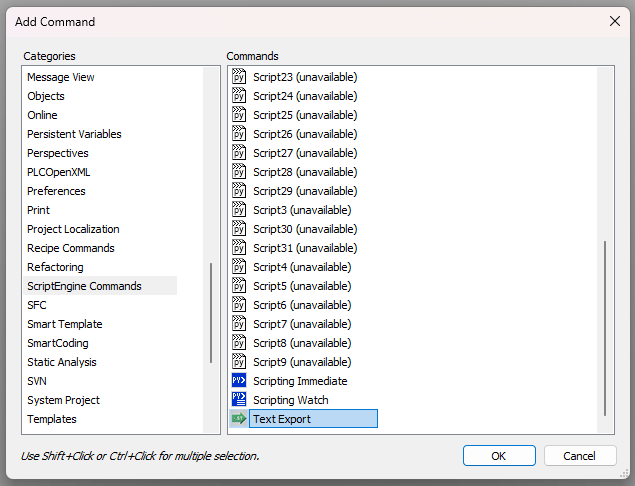 Add Command
Categories
Message View
Objects
Online
Persistent Variables
Perspectives
PLCOpenXML
Preferences
Print
Project Localization
Recipe Commands
Refactoring
ScriptEngine Commands
SFC
Smart Template
SmartCoding
Static Analysis
SVN
System Project
Templates
Commands
Script23 (unavailable)
Script24 (unavailable)
Script25 (unavailable)
Script26 (unavailable)
Script27 (unavailable)
Script28 (unavailable)
Script29 (unavailable)
Script3 (unavailable)
Script30 (unavailable)
Script31 (unavailable)
Script4 (unavailable)
Script5 (unavailable)
Script6 (unavailable)
Script7 (unavailable)
Script8 (unavailable)
Script9 (unavailable)
Scripting Immediate
Scripting Watch
Text Export
Use Shift+Click or Ctrl+Click for multiple selection.
OK
Cancel